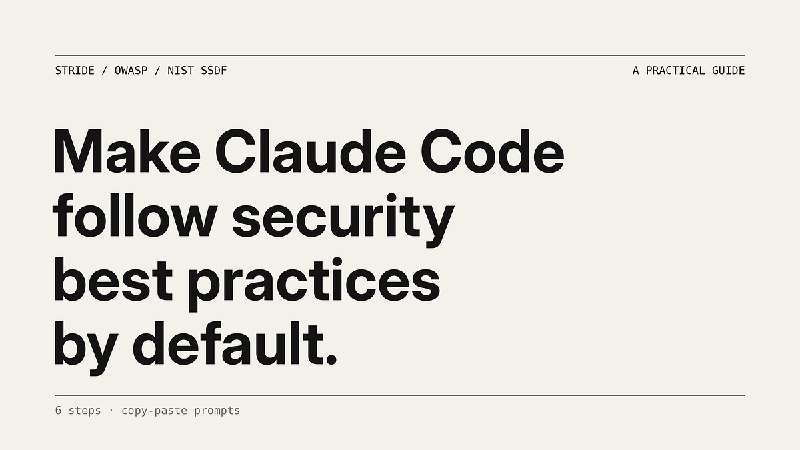 STRIDE / OWASP / NIST SSDF
A PRACTICAL GUIDE
Make Claude Code
follow security
best practices
by default.
6 steps · copy-paste prompts